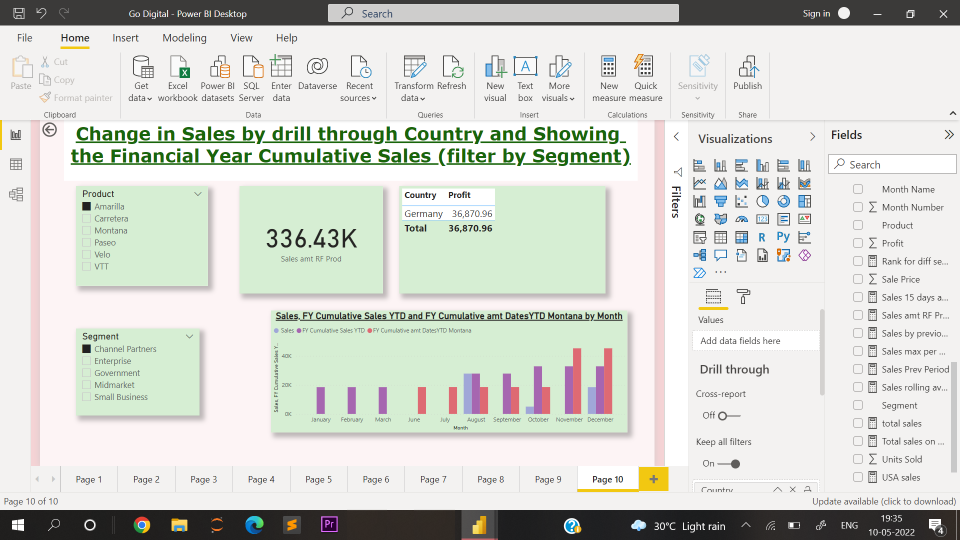 Go Digital - Power BI Desktop
Search
Sign in
File
Home
Insert
Modeling
View
Help
Paste
Cut
Copy
Format painter
Clipboard
Get data
Excel workbook
Power BI datasets
SQL Server
Enter data
Dataverse
Recent sources
Data
Transform data
Refresh
Queries
New visual
Text box
More visuals
Insert
New measure
Quick measure
Calculations
Sensitivity
Sensitivity
Publish
Share
Change in Sales by drill through Country and Showing
the Financial Year Cumulative Sales (filter by Segment)
Product
Amarilla
Carretera
Montana
Paseo
Velo
VTT
336.43K
Sales amt RF Prod
Country Profit
Germany 36,870.96
Total 36,870.96
Segment
Channel Partners
Enterprise
Government
Midmarket
Small Business
Sales, FY Cumulative Sales YTD and FY Cumulative amt DatesYTD Montana by Month
Sales FY Cumulative Sales YTD FY Cumulative amt DatesYTD Montana
Sales, FY Cumulative Sales Y...
40K
20K
0K
January February March June July August September October November December
Month
Filters
Visualizations
R Py
...
Values
Add data fields here
Drill through
Cross-report
Off
Keep all filters
On
Country
Fields
Search
Month Name
Month Number
Product
Profit
Rank for diff se...
Sale Price
Sales 15 days a...
Sales amt RF Pr...
Sales by previo...
Sales max per ...
Sales Prev Period
Sales rolling av...
Segment
total sales
Total sales on ...
Units Sold
USA sales
Page 1
Page 2
Page 3
Page 4
Page 5
Page 6
Page 7
Page 8
Page 9
Page 10
+
Page 10 of 10
Update available (click to download)
Pr
30°C Light rain
ENG
19:35
10-05-2022
4